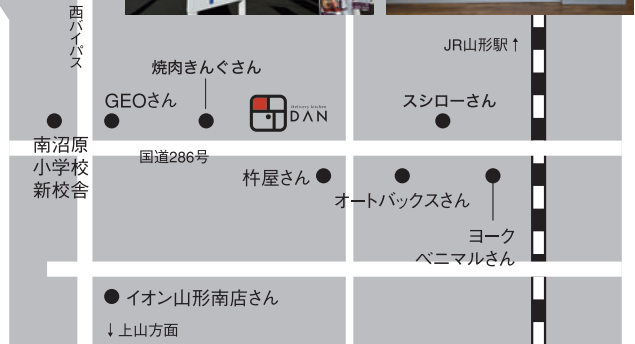 西バイパス
JR山形駅↑
焼肉きんぐさん
GEOさん
スシローさん
delivery kitchen
DAN
南沼原
小学校
新校舎
国道286号
杵屋さん
オートバックスさん
ヨーク
ベニマルさん
イオン山形南店さん
↓上山方面